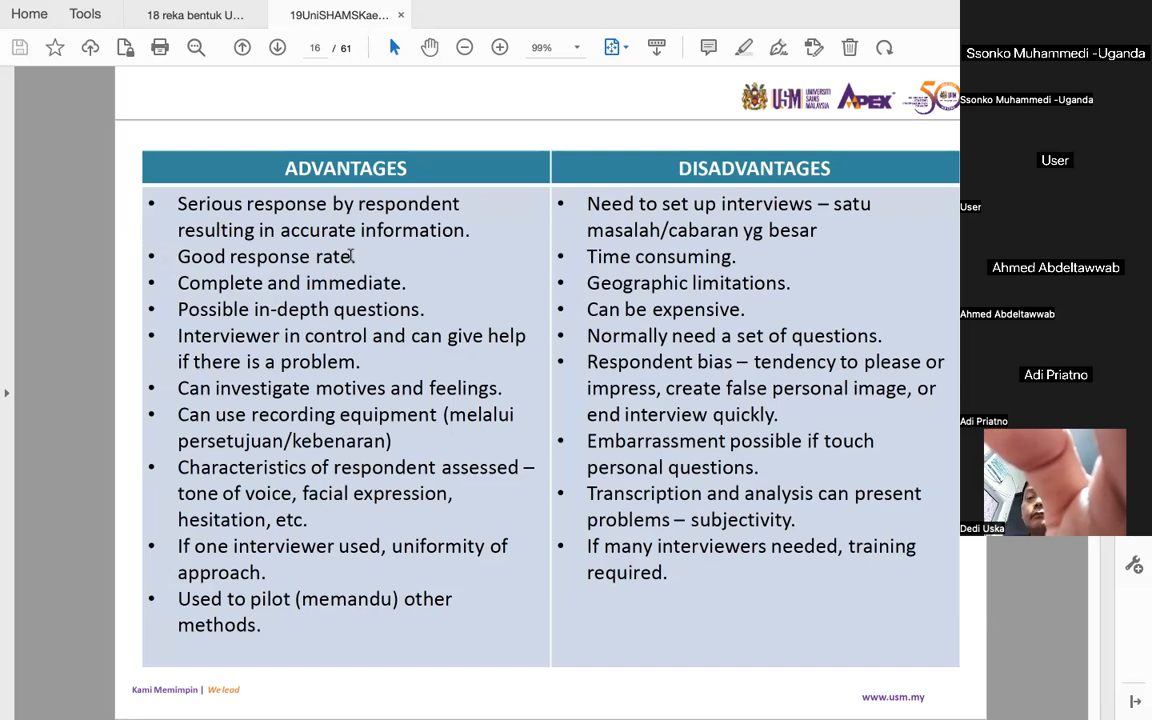 Home
Tools
18 reka bentuk U...
19UniSHAMSKae...
16 / 61
99%
USM UNIVERSITI SAINS MALAYSIA
APEX
50
ADVANTAGES
• Serious response by respondent
resulting in accurate information.
• Good response rate
• Complete and immediate.
• Possible in-depth questions.
• Interviewer in control and can give help
if there is a problem.
• Can investigate motives and feelings.
• Can use recording equipment (melalui
persetujuan/kebenaran)
• Characteristics of respondent assessed –
tone of voice, facial expression,
hesitation, etc.
• If one interviewer used, uniformity of
approach.
• Used to pilot (memandu) other
methods.
DISADVANTAGES
• Need to set up interviews – satu
masalah/cabaran yg besar
• Time consuming.
• Geographic limitations.
• Can be expensive.
• Normally need a set of questions.
• Respondent bias – tendency to please or
impress, create false personal image, or
end interview quickly.
• Embarrassment possible if touch
personal questions.
• Transcription and analysis can present
problems – subjectivity.
• If many interviewers needed, training
required.
Kami Memimpin | We lead
www.usm.my
Ssonko Muhammedi -Uganda
Ssonko Muhammedi -Uganda
User
User
Ahmed Abdeltawwab
Ahmed Abdeltawwab
Adi Priatno
Adi Priatno
Dedi Uska